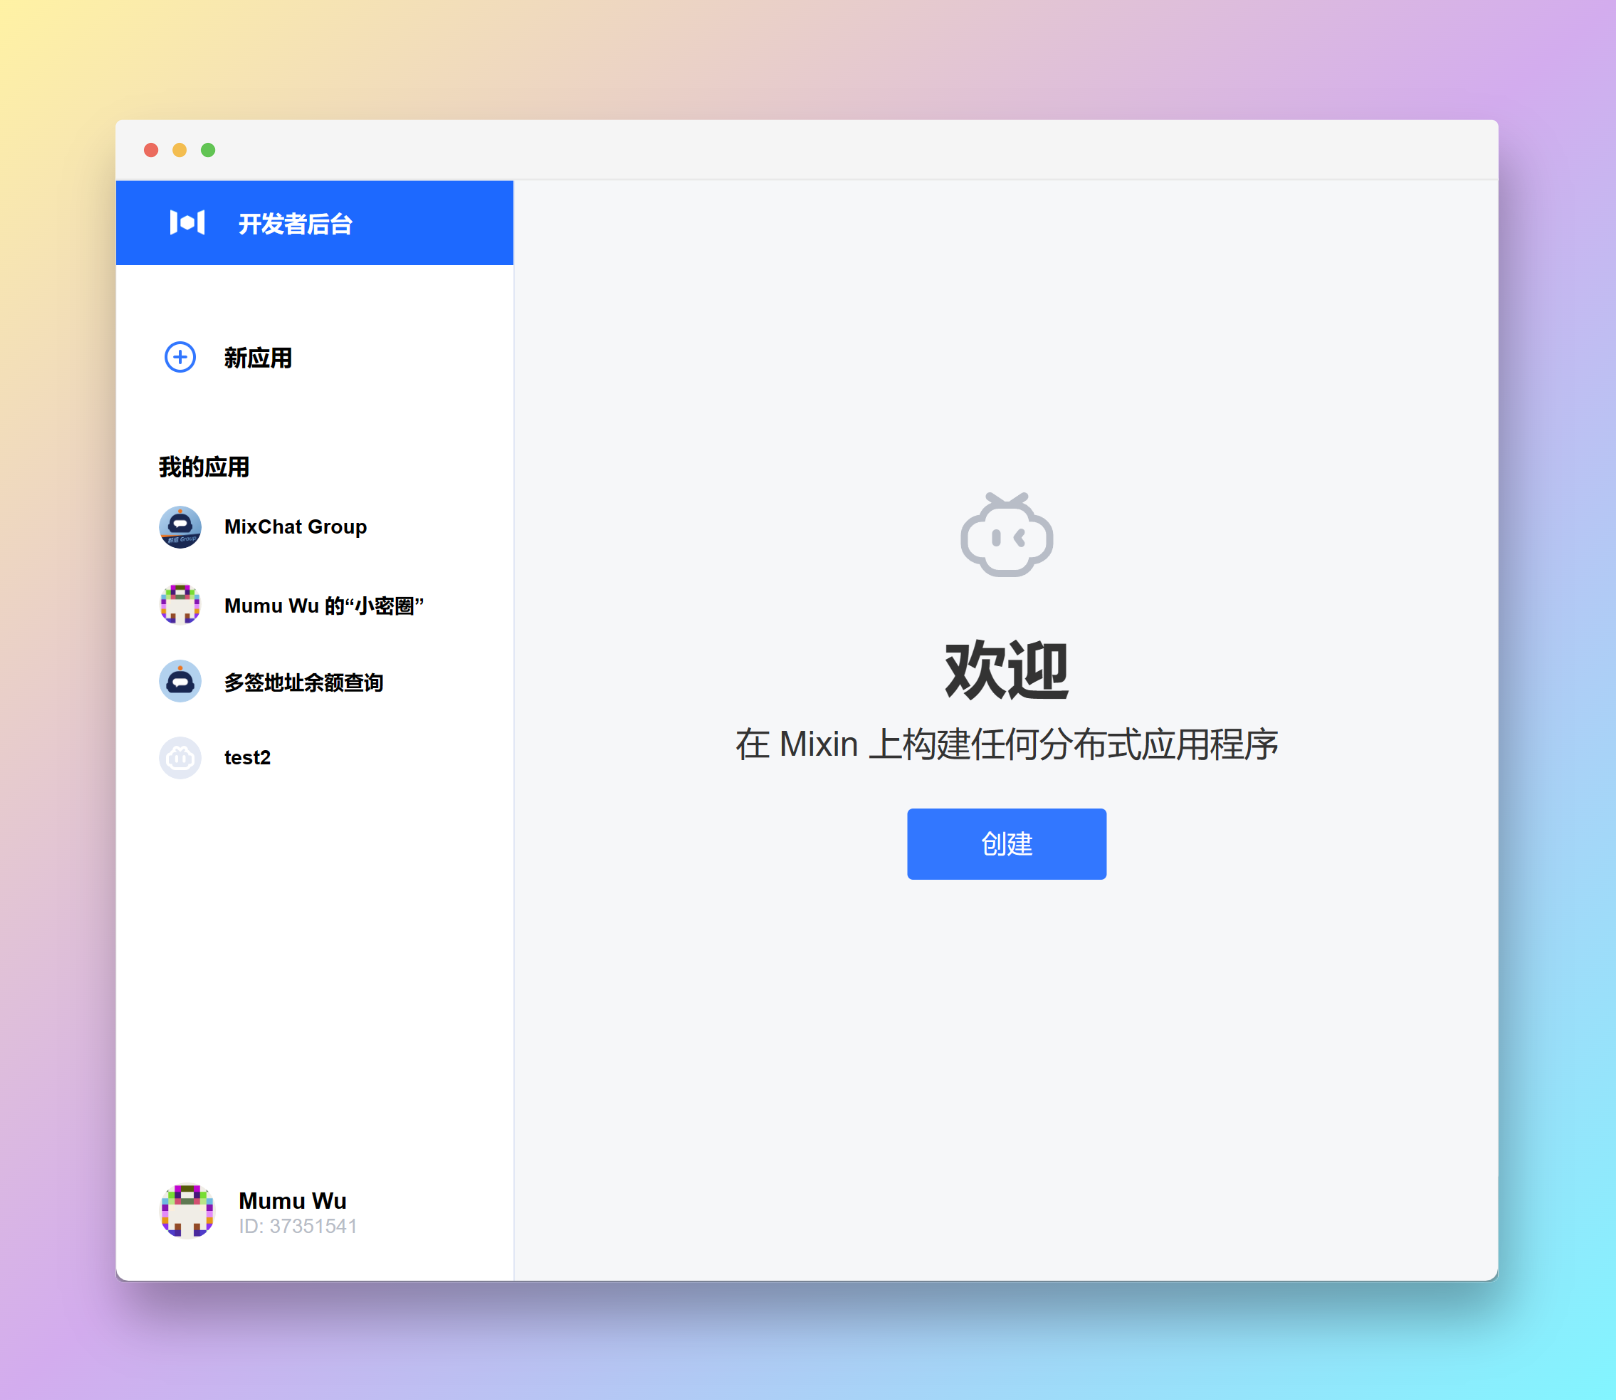 开发者后台
新应用
我的应用
MixChat Group
Mumu Wu 的“小密圈”
多签地址余额查询
test2
Mumu Wu
ID: 37351541
欢迎
在 Mixin 上构建任何分布式应用程序
创建